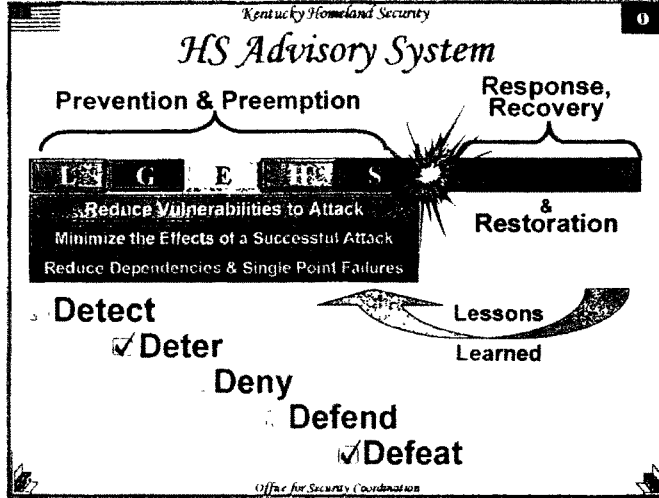 Kentucky Homeland Security
0
HS Advisory System
Prevention & Preemption
Response,
Recovery
L G E H S
&
Restoration
Reduce Vulnerabilities to Attack
Minimize the Effects of a Successful Attack
Reduce Dependencies & Single Point Failures
Detect
Lessons
Learned
Deter
Deny
Defend
Defeat
Office for Security Coordination